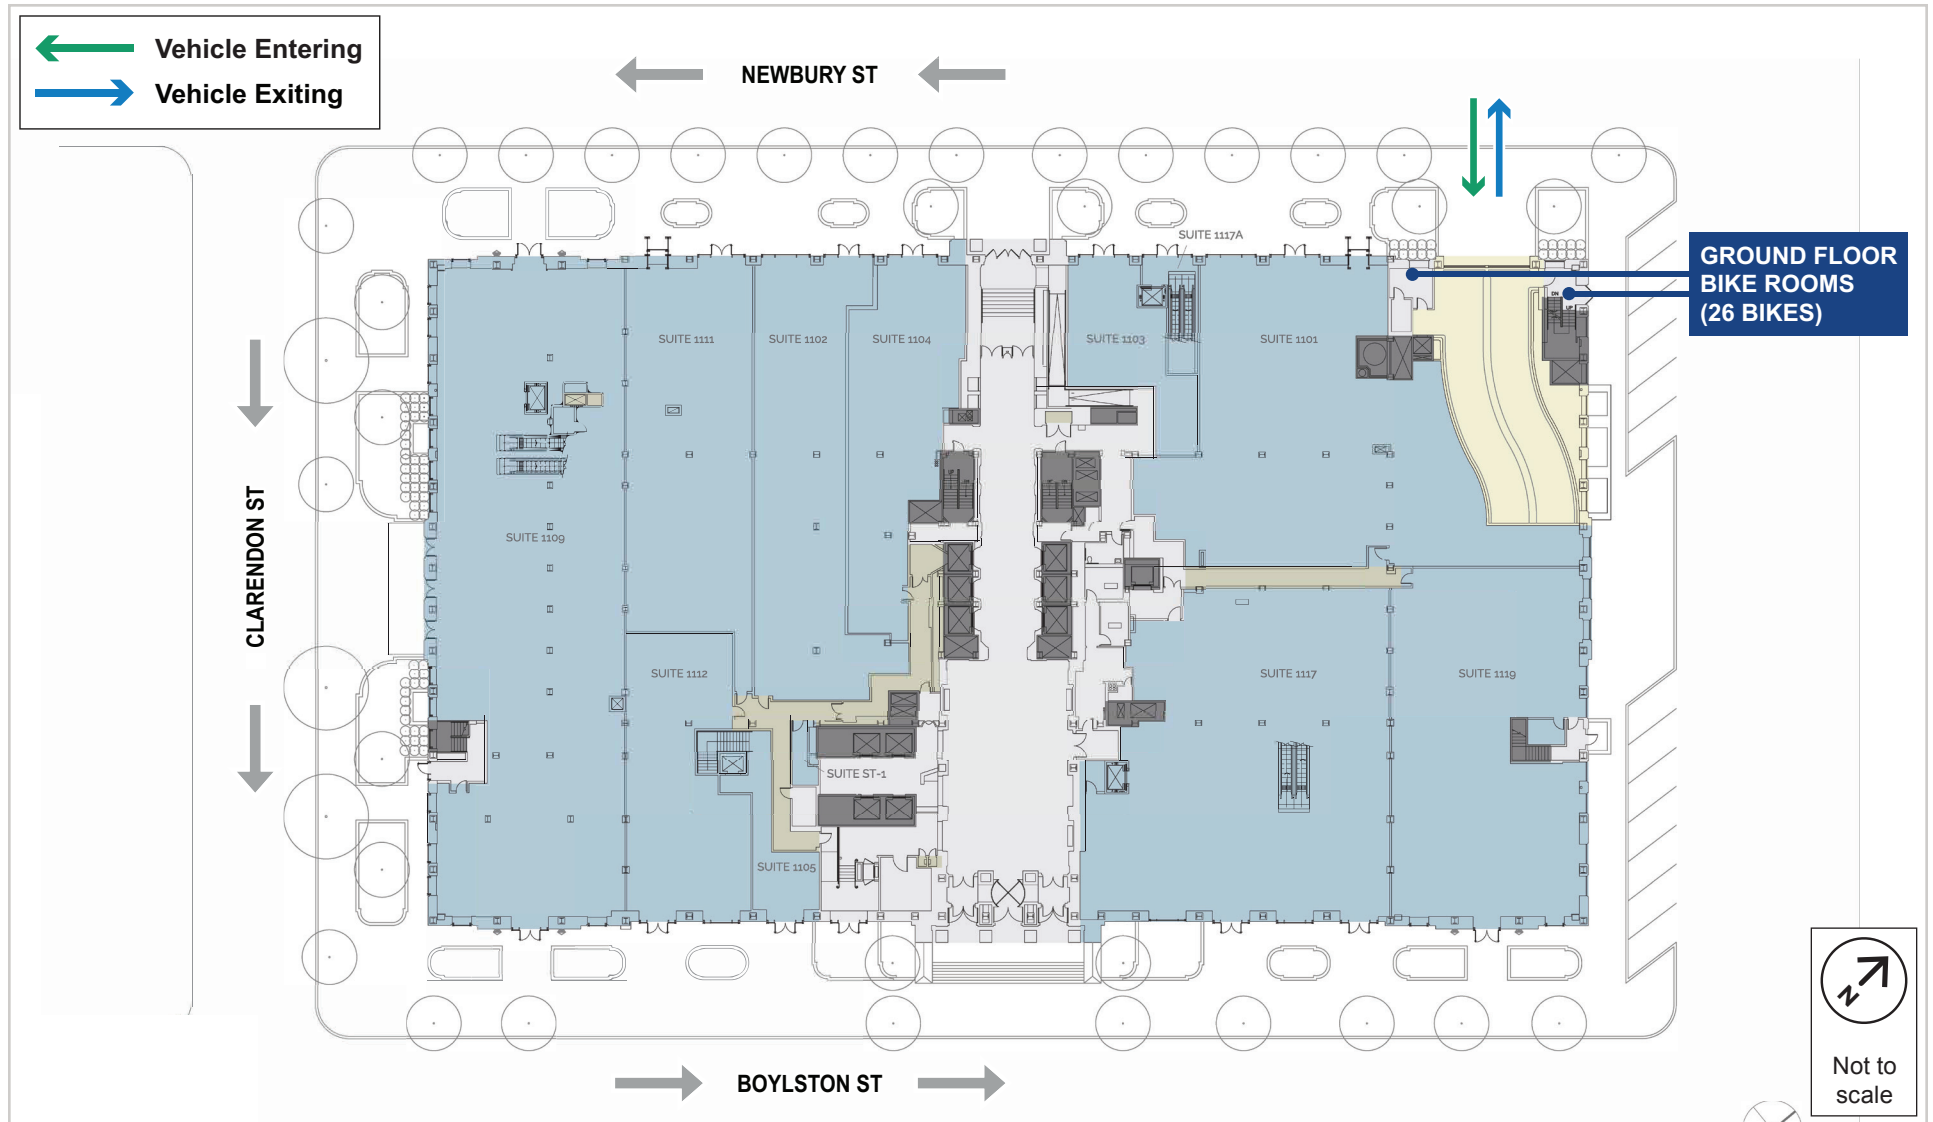 Vehicle Entering
Vehicle Exiting
NEWBURY ST
SUITE 1117A
GROUND FLOOR
BIKE ROOMS
(26 BIKES)
DN
UP
SUITE 1111
SUITE 1102
SUITE 1104
SUITE 1103
SUITE 1101
CLARENDON ST
SUITE 1109
SUITE 1112
SUITE 1117
SUITE 1119
SUITE ST-1
SUITE 1105
N
Not to
scale
BOYLSTON ST